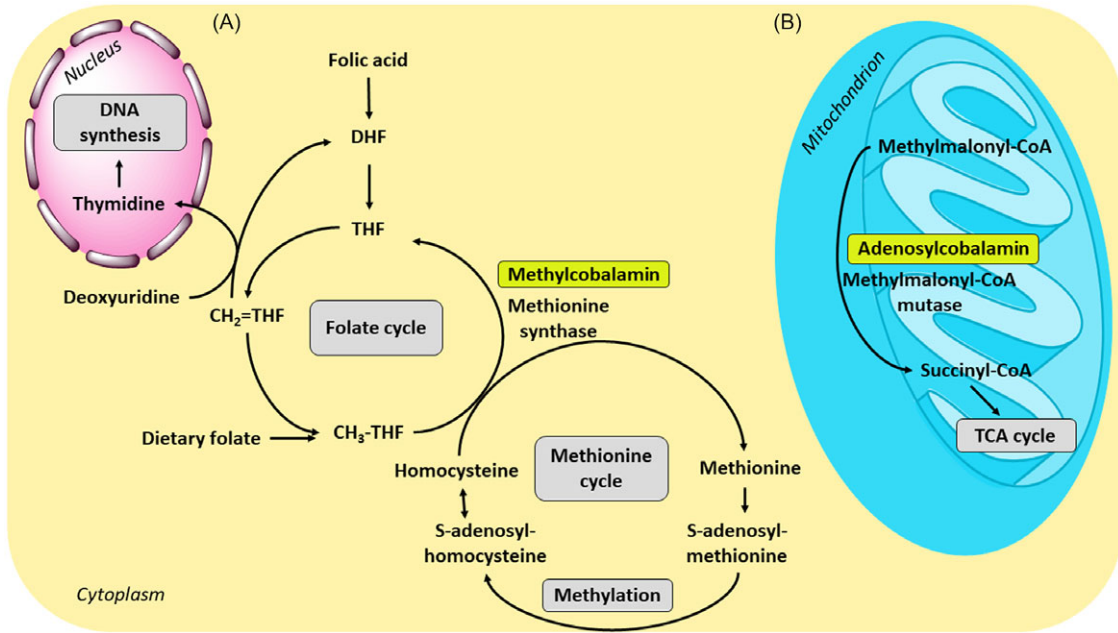 (A)
(B)
Nucleus
DNA
synthesis
Thymidine
Deoxyuridine
Folic acid
DHF
THF
CH₂=THF
Folate cycle
Methylcobalamin
Methionine
synthase
Dietary folate
CH₃-THF
Homocysteine
Methionine
cycle
Methionine
S-adenosyl-
homocysteine
S-adenosyl-
methionine
Methylation
Cytoplasm
Mitochondrion
Methylmalonyl-CoA
Adenosylcobalamin
Methylmalonyl-CoA
mutase
Succinyl-CoA
TCA cycle